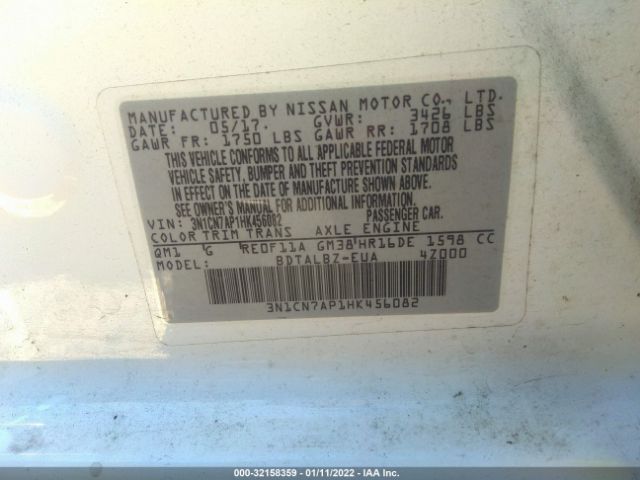 MANUFACTURED BY NISSAN MOTOR CO., LTD.
DATE: 05/17. GVWR: 3426 LBS
GAWR FR: 1750 LBS GAWR RR: 1708 LBS
THIS VEHICLE CONFORMS TO ALL APPLICABLE FEDERAL MOTOR
VEHICLE SAFETY, BUMPER AND THEFT PREVENTION STANDARDS
IN EFFECT ON THE DATE OF MANUFACTURE SHOWN ABOVE.
SEE OWNER'S MANUAL FOR ADDITIONAL INFORMATION.
VIN: 3N1CN7AP1HK456082 PASSENGER CAR.
COLOR TRIM TRANS AXLE ENGINE
QM1 G RE0F11A GM38 HR16DE 1598 CC
MODEL: BDTALBZ-EUA 4Z000
3N1CN7AP1HK456082
000-32158359 - 01/11/2022 - IAA Inc.